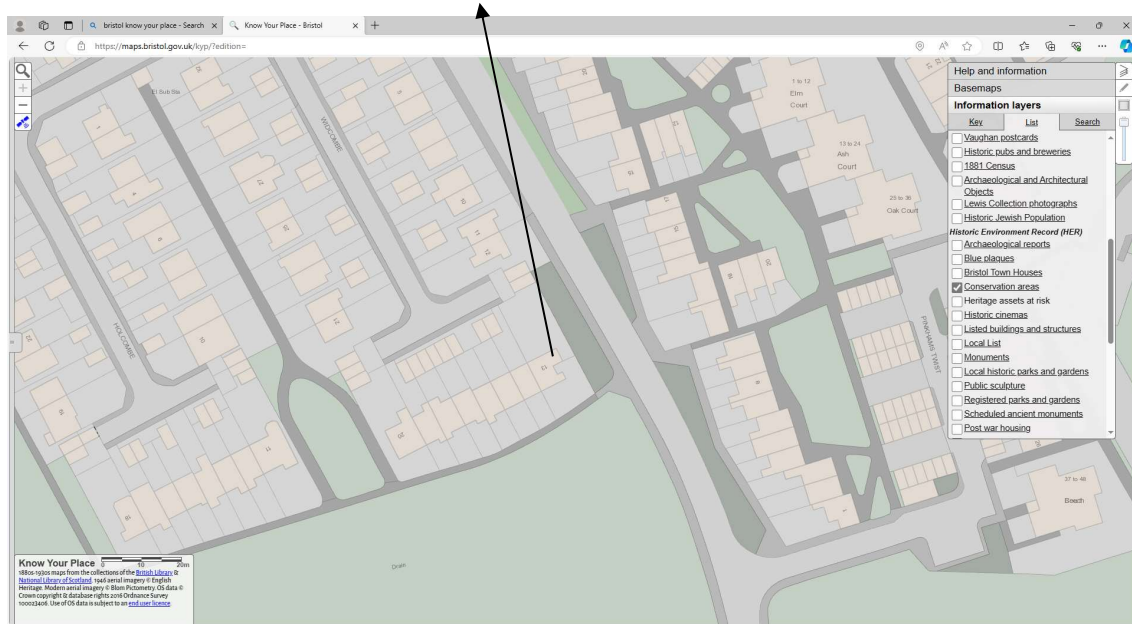 bristol know your place - Search
Know Your Place - Bristol
https://maps.bristol.gov.uk/kyp/?edition=
Help and information
Basemaps
Information layers
Key List Search
Vaughan postcards
Historic pubs and breweries
1881 Census
Archaeological and Architectural
Objects
Lewis Collection photographs
Historic Jewish Population
Historic Environment Record (HER)
Archaeological reports
Blue plaques
Bristol Town Houses
Conservation areas
Heritage assets at risk
Historic cinemas
Listed buildings and structures
Local List
Monuments
Local historic parks and gardens
Public sculpture
Registered parks and gardens
Scheduled ancient monuments
Post war housing
El Sub Sta
WIDCOMBE
HOLCOMBE
1 to 12
Elm
Court
13 to 24
Ash
Court
25 to 36
Oak Court
PINKHAMS TWIST
37 to 48
Beech
Drain
Know Your Place
0 10 20m
1880s-1930s maps from the collections of the British Library &
National Library of Scotland. 1946 aerial imagery © English
Heritage. Modern aerial imagery © Blom Pictometry. OS data ©
Crown copyright & database rights 2016 Ordnance Survey
100023406. Use of OS data is subject to an end user licence.